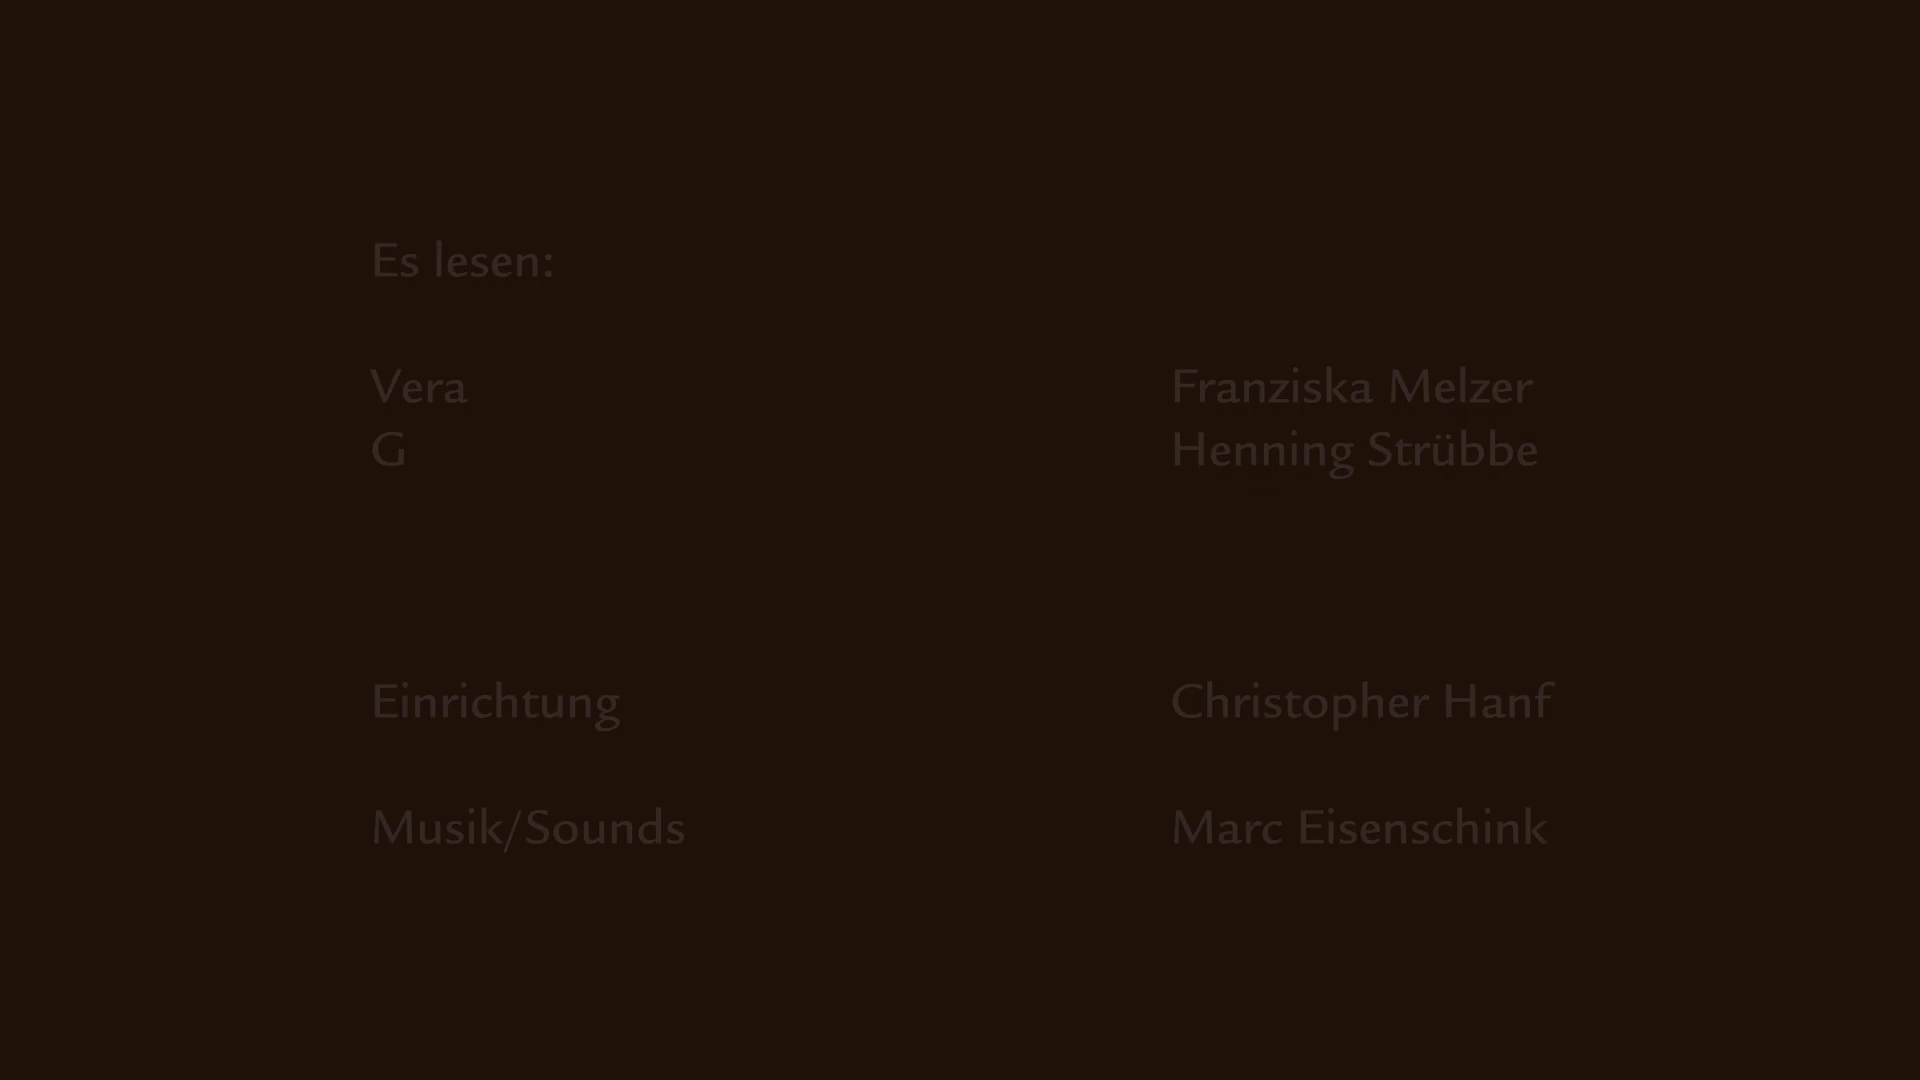 Es lesen:
Vera Franziska Melzer
G Henning Strübbe
Einrichtung Christopher Hanf
Musik/Sounds Marc Eisenschink